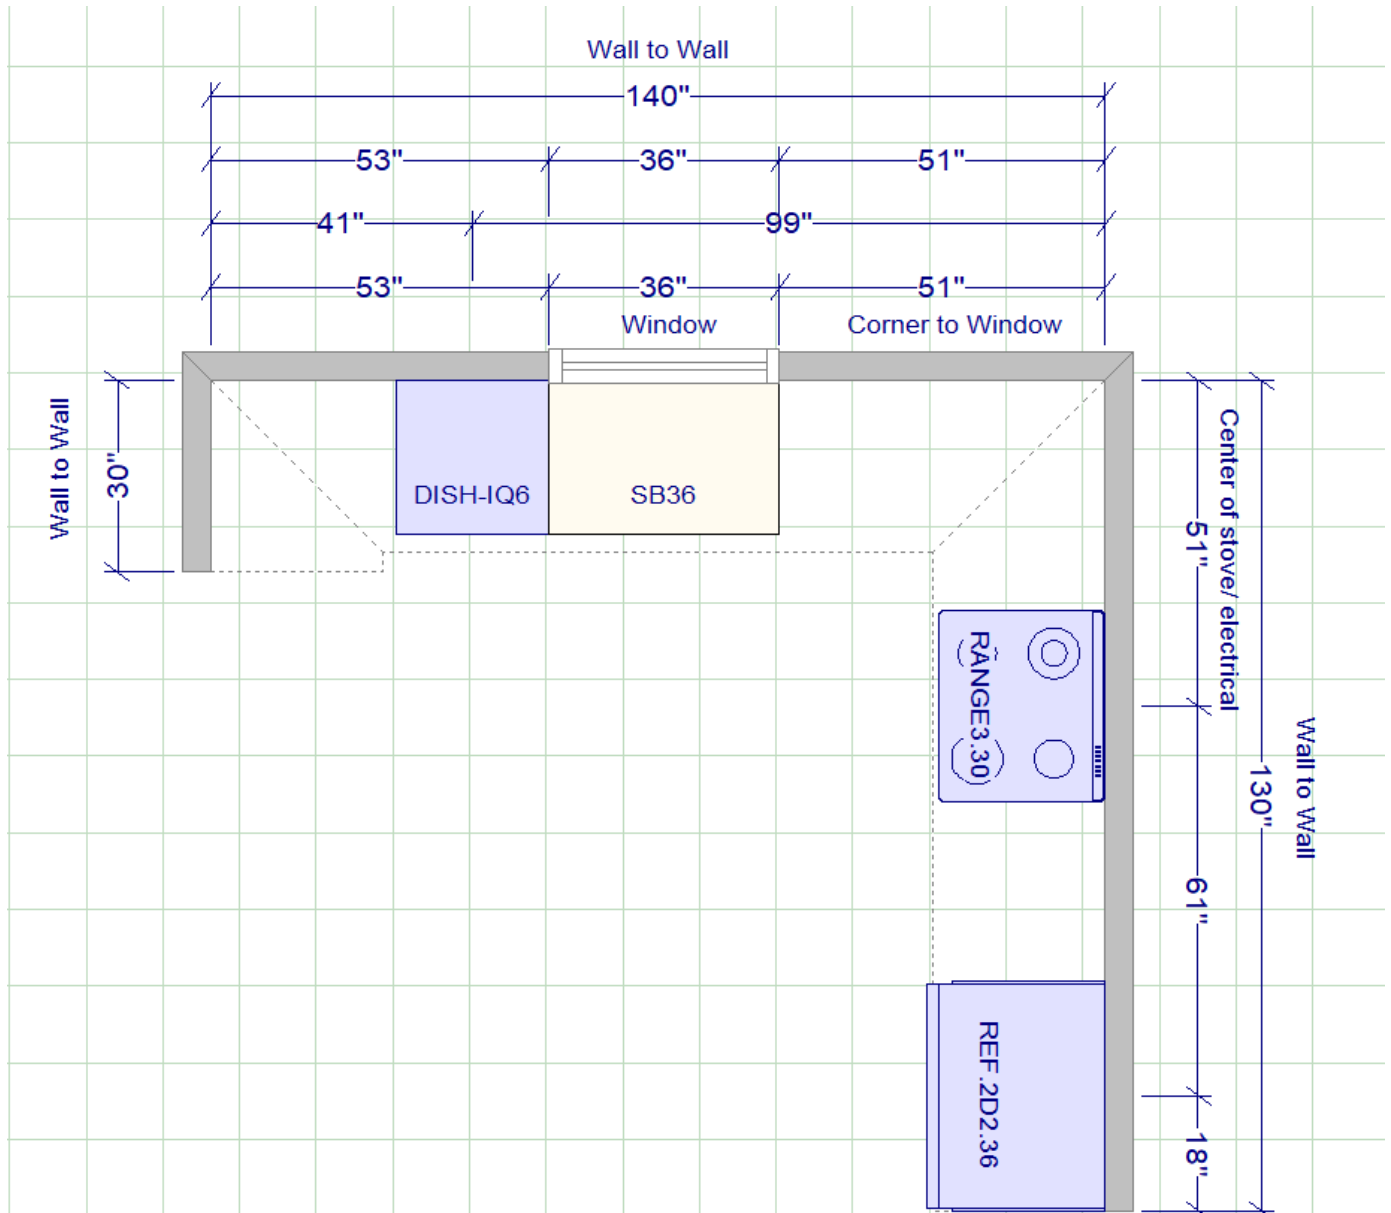 Wall to Wall
140"
53" 36" 51"
41" 99"
53" 36" 51"
Window Corner to Window
Wall to Wall
30"
DISH-IQ6
SB36
Center of stove/ electrical
51"
RANGE3.30
Wall to Wall
130"
61"
REF.2D2.36
18"